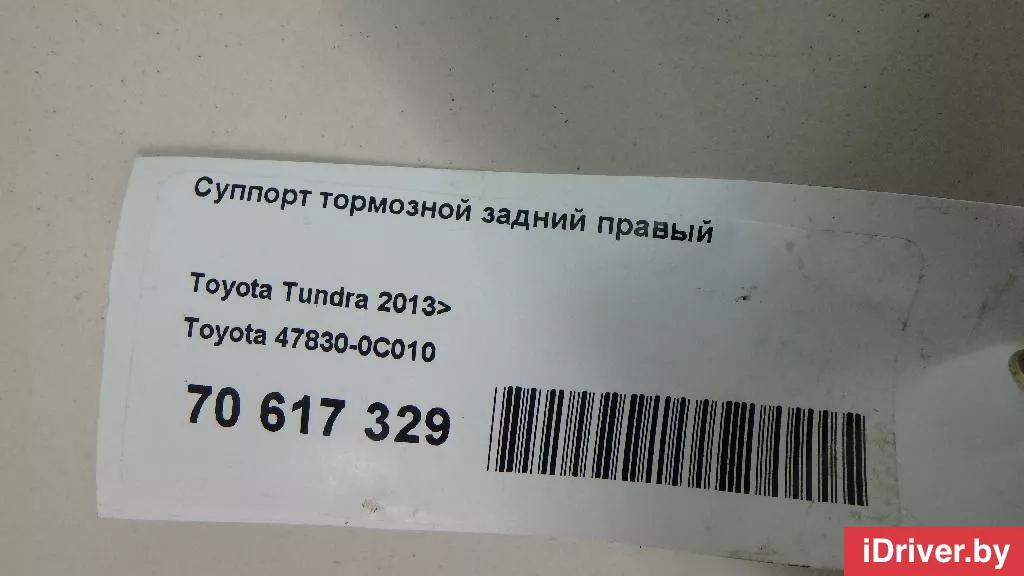 Суппорт тормозной задний правый
Toyota Tundra 2013>
Toyota 47830-0C010
70 617 329
iDriver.by